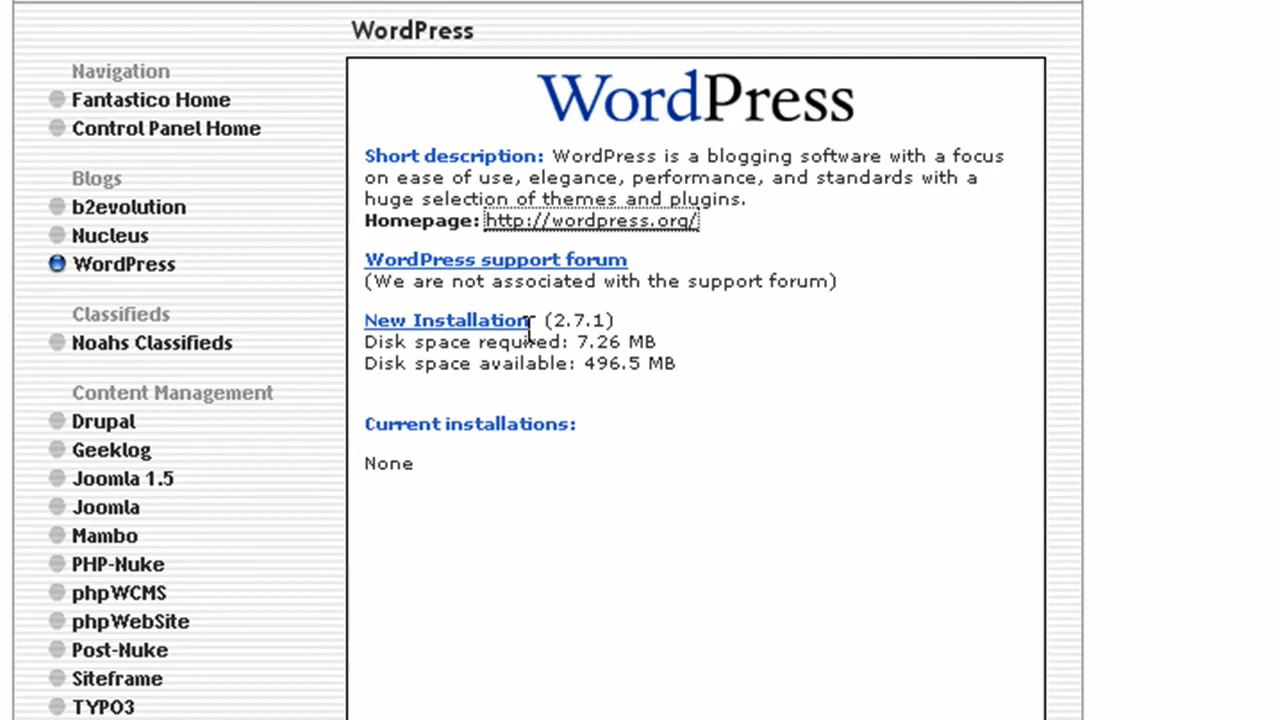 WordPress
Navigation
Fantastico Home
Control Panel Home
Blogs
b2evolution
Nucleus
WordPress
Classifieds
Noahs Classifieds
Content Management
Drupal
Geeklog
Joomla 1.5
Joomla
Mambo
PHP-Nuke
phpWCMS
phpWebSite
Post-Nuke
Siteframe
TYPO3
WordPress
Short description: WordPress is a blogging software with a focus
on ease of use, elegance, performance, and standards with a
huge selection of themes and plugins.
Homepage: http://wordpress.org/
WordPress support forum
(We are not associated with the support forum)
New Installation (2.7.1)
Disk space required: 7.26 MB
Disk space available: 496.5 MB
Current installations:
None